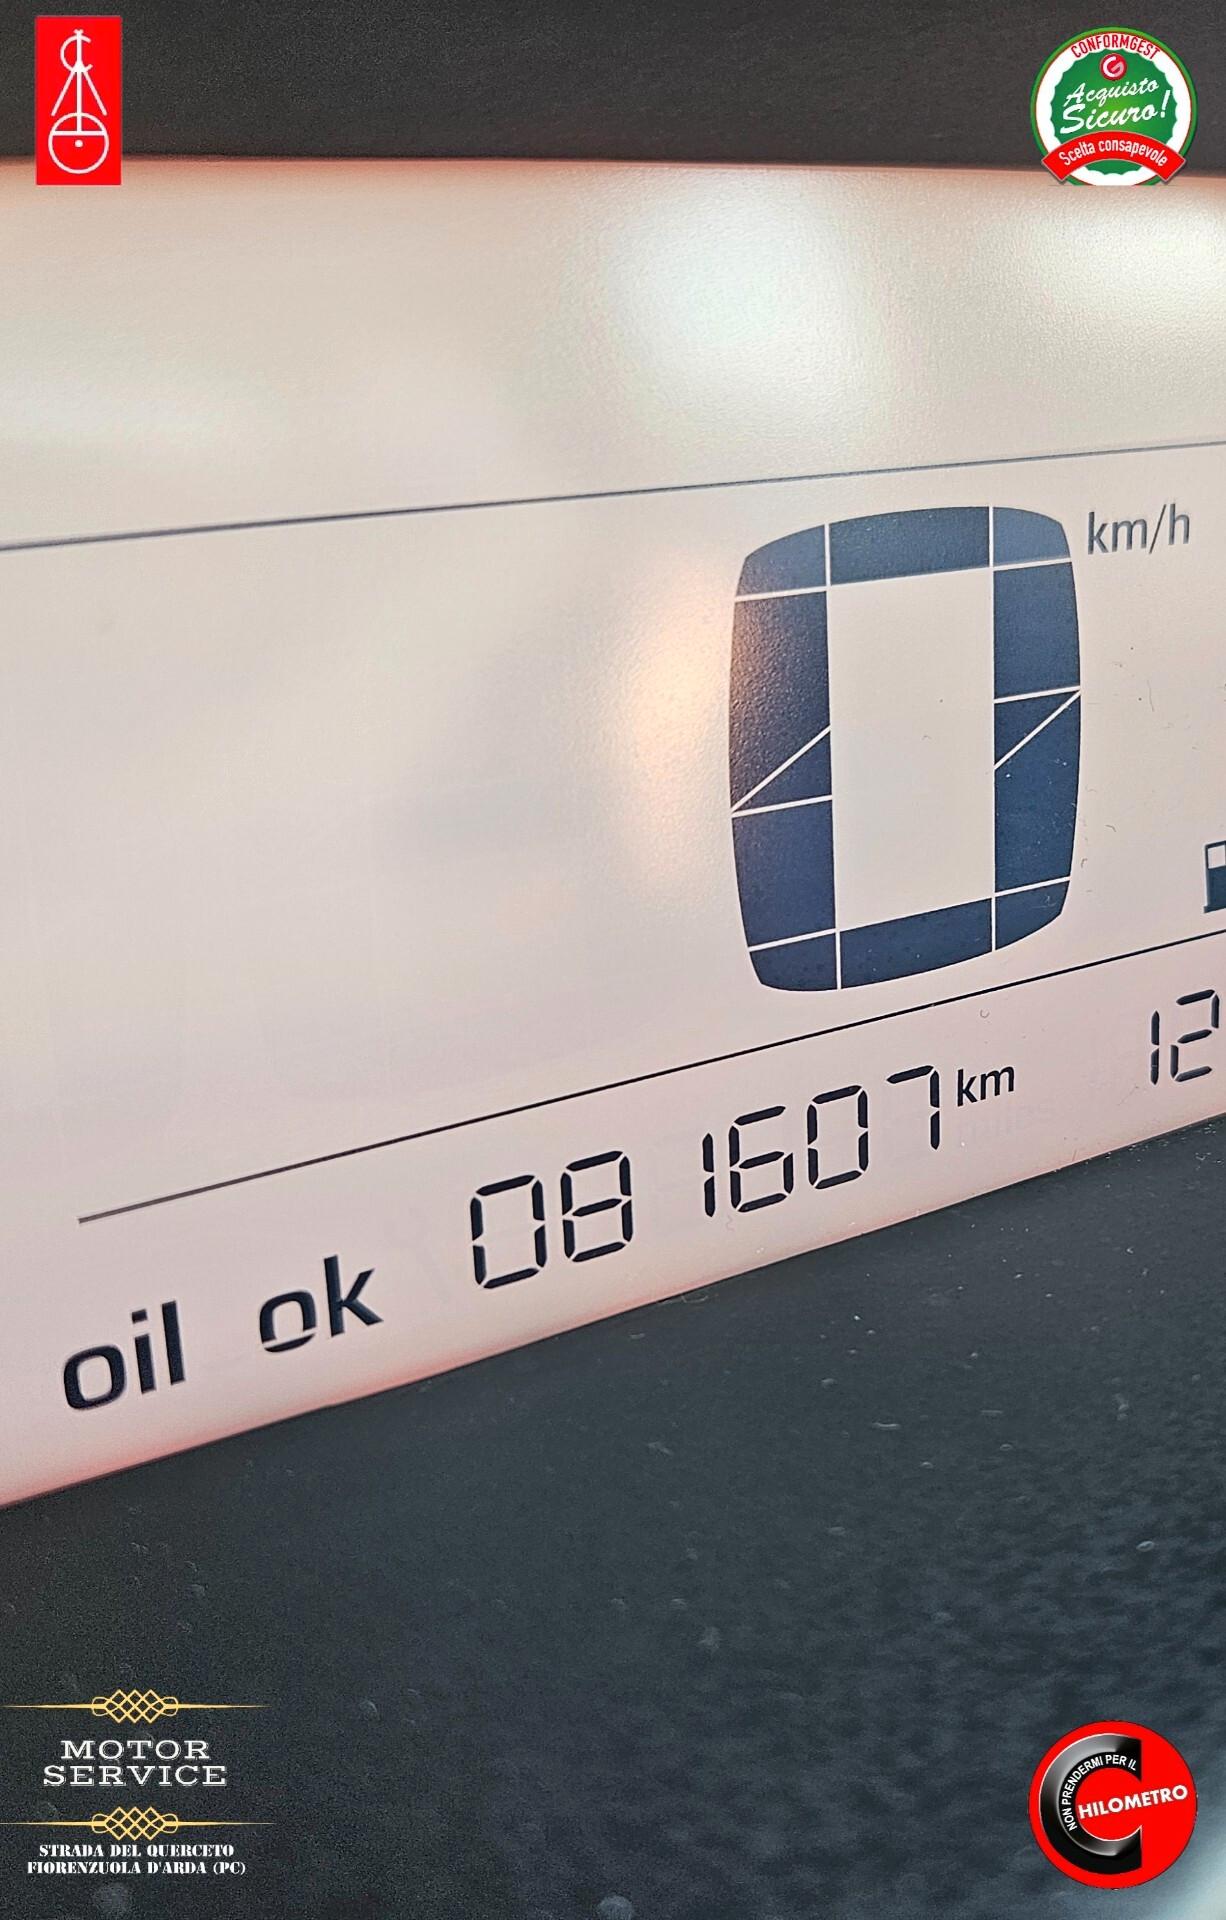 CONFORMGEST
Acquisto
Sicuro!
Scelta consapevole
0 km/h
oil ok 081607 km 12
MOTOR
SERVICE
STRADA DEL QUERCETO
FIORENZUOLA D'ARDA (PC)
NON PRENDERMI PER IL
CHILOMETRO